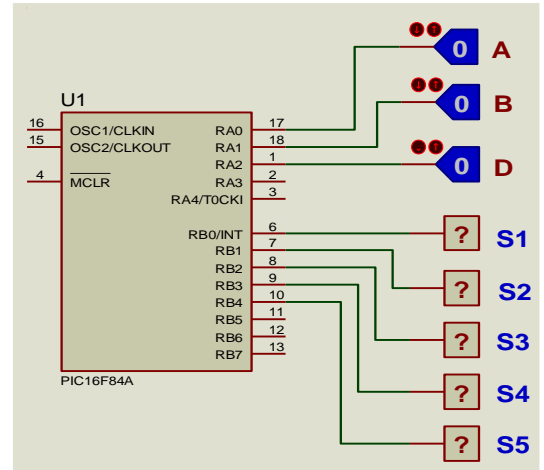 U1
16 OSC1/CLKIN RA0 17
15 OSC2/CLKOUT RA1 18
RA2 1
4 MCLR RA3 2
RA4/T0CKI 3
RB0/INT 6
RB1 7
RB2 8
RB3 9
RB4 10
RB5 11
RB6 12
RB7 13
PIC16F84A
0 A
0 B
0 D
? S1
? S2
? S3
? S4
? S5